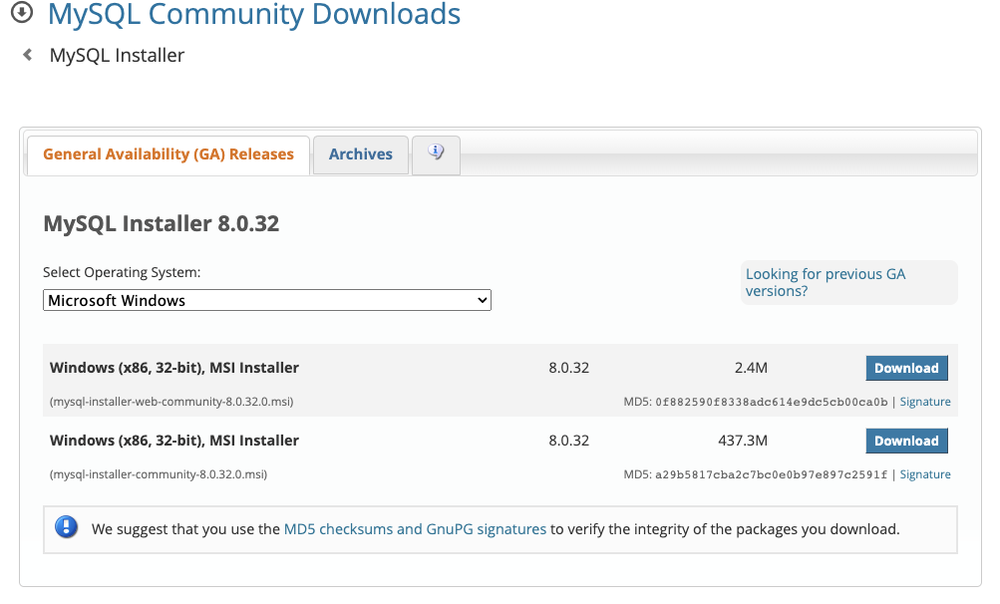 MySQL Community Downloads
MySQL Installer
General Availability (GA) Releases
Archives
MySQL Installer 8.0.32
Select Operating System:
Microsoft Windows
Looking for previous GA
versions?
Windows (x86, 32-bit), MSI Installer 8.0.32 2.4M Download
(mysql-installer-web-community-8.0.32.0.msi) MD5: 0f882590f8338adc614e9dc5cb00ca0b | Signature
Windows (x86, 32-bit), MSI Installer 8.0.32 437.3M Download
(mysql-installer-community-8.0.32.0.msi) MD5: a29b5817cba2c7bc0e0b97e897c2591f | Signature
We suggest that you use the MD5 checksums and GnuPG signatures to verify the integrity of the packages you download.